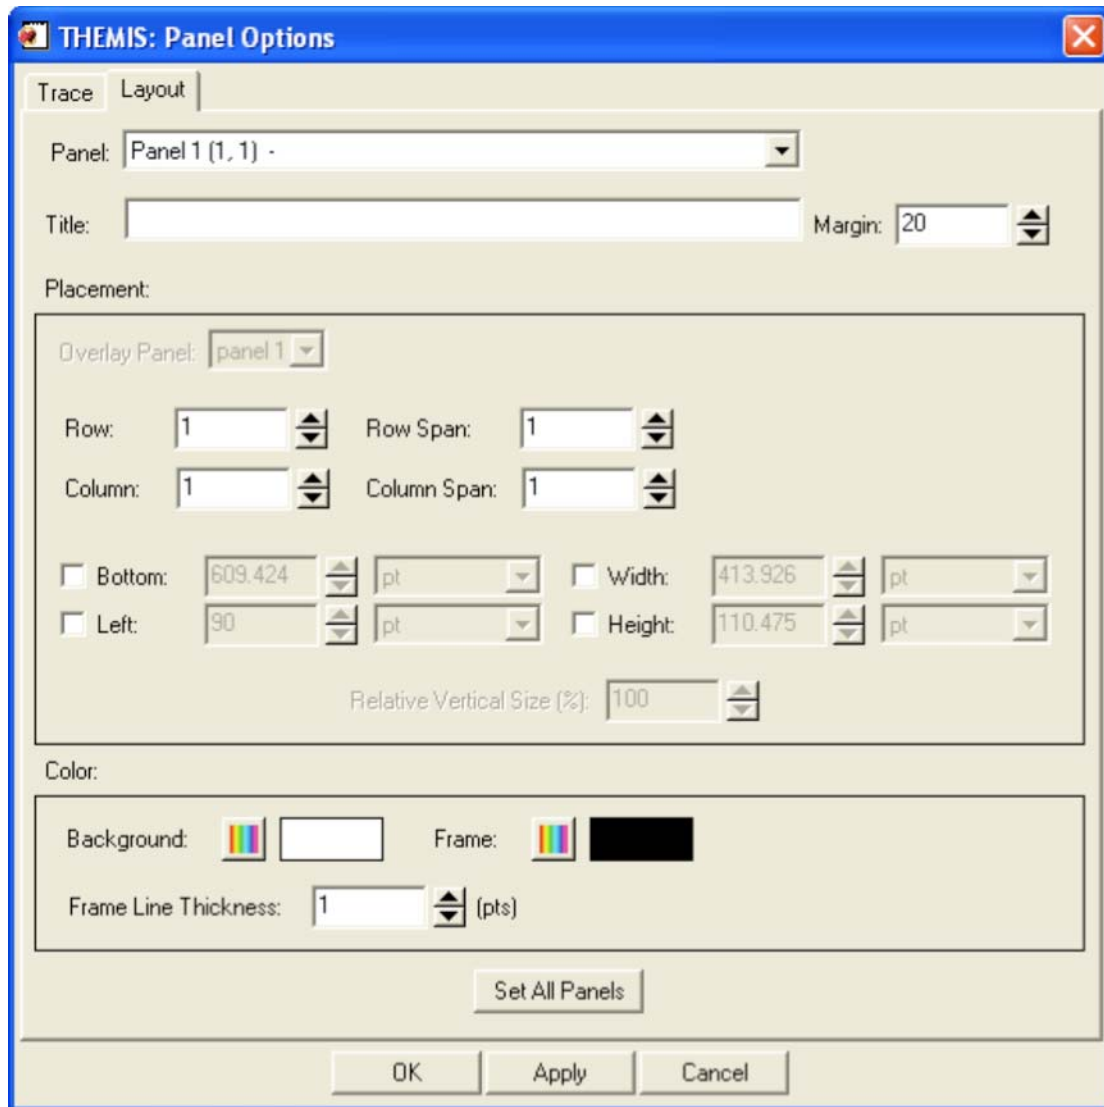 THEMIS: Panel Options
Trace Layout
Panel: Panel 1 (1, 1) -
Title: Margin: 20
Placement:
Overlay Panel: panel 1
Row: 1 Row Span: 1
Column: 1 Column Span: 1
Bottom: 609.424 pt Width: 413.926 pt
Left: 90 pt Height: 110.475 pt
Relative Vertical Size (%): 100
Color:
Background: Frame:
Frame Line Thickness: 1 (pts)
Set All Panels
OK Apply Cancel